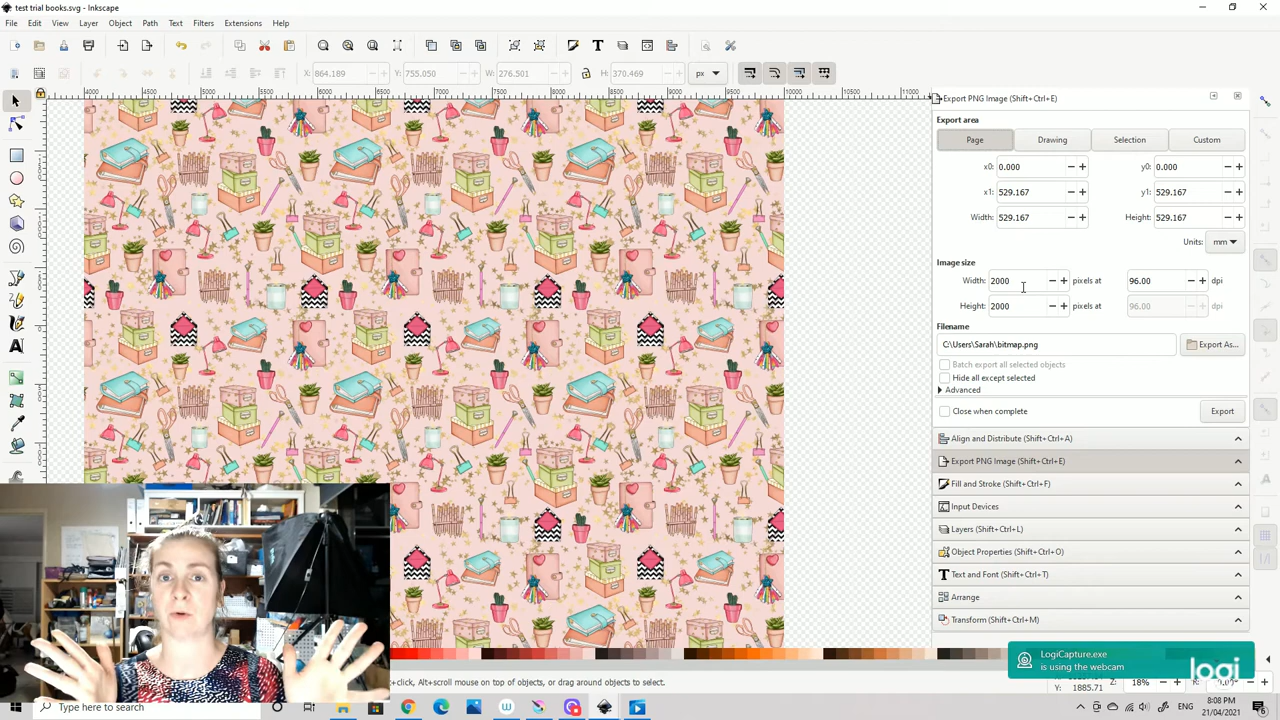 test trial books.svg - Inkscape
File Edit View Layer Object Path Text Filters Extensions Help
X: 864.189 Y: 755.050 W: 276.501 H: 370.469 px
Export PNG Image (Shift+Ctrl+E)
Export area
Page Drawing Selection Custom
x0: 0.000 y0: 0.000
x1: 529.167 y1: 529.167
Width: 529.167 Height: 529.167
Units: mm
Image size
Width: 2000 pixels at 96.00 dpi
Height: 2000 pixels at 96.00 dpi
Filename
C:\Users\Sarah\bitmap.png Export As...
Batch export all selected objects
Hide all except selected
Advanced
Close when complete Export
Align and Distribute (Shift+Ctrl+A)
Export PNG Image (Shift+Ctrl+E)
Fill and Stroke (Shift+Ctrl+F)
Input Devices
Layers (Shift+Ctrl+L)
Object Properties (Shift+Ctrl+O)
Text and Font (Shift+Ctrl+T)
Arrange
Transform (Shift+Ctrl+M)
LogiCapture.exe
is using the webcam
logi
+click, Alt+scroll mouse on top of objects, or drag around objects to select.
Y: 1885.71 Z: 18%
Type here to search
ENG
8:08 PM
21/04/2021